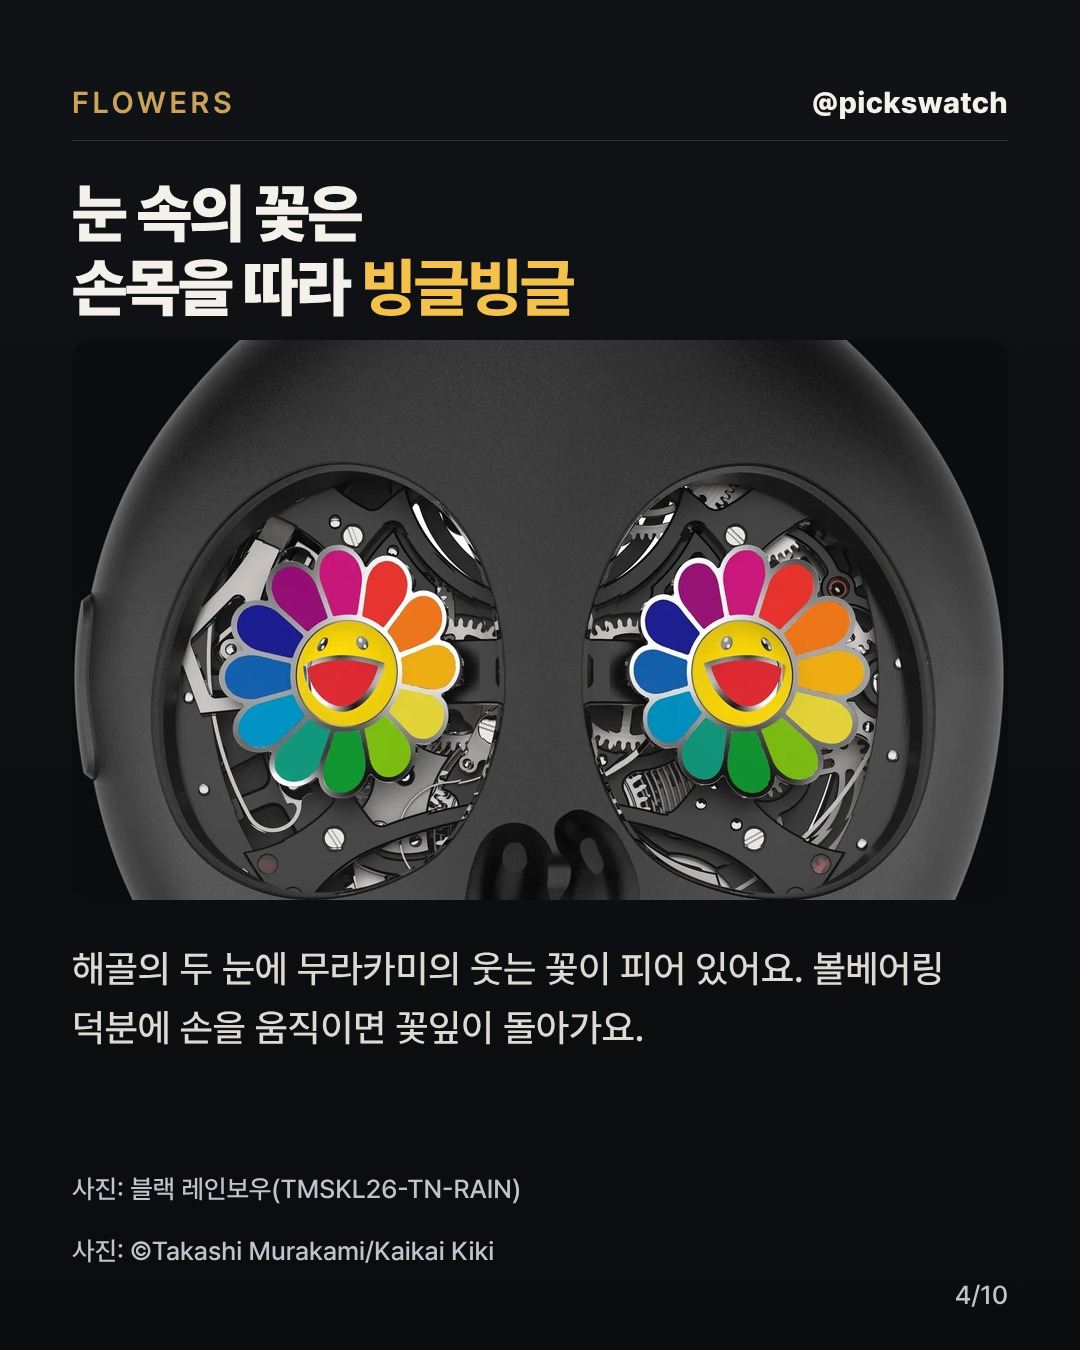 FLOWERS
@pickswatch
눈 속의 꽃은
손목을 따라 빙글빙글
해골의 두 눈에 무라카미의 웃는 꽃이 피어 있어요. 볼베어링
덕분에 손을 움직이면 꽃잎이 돌아가요.
사진: 블랙 레인보우(TMSKL26-TN-RAIN)
사진: ©Takashi Murakami/Kaikai Kiki
4/10